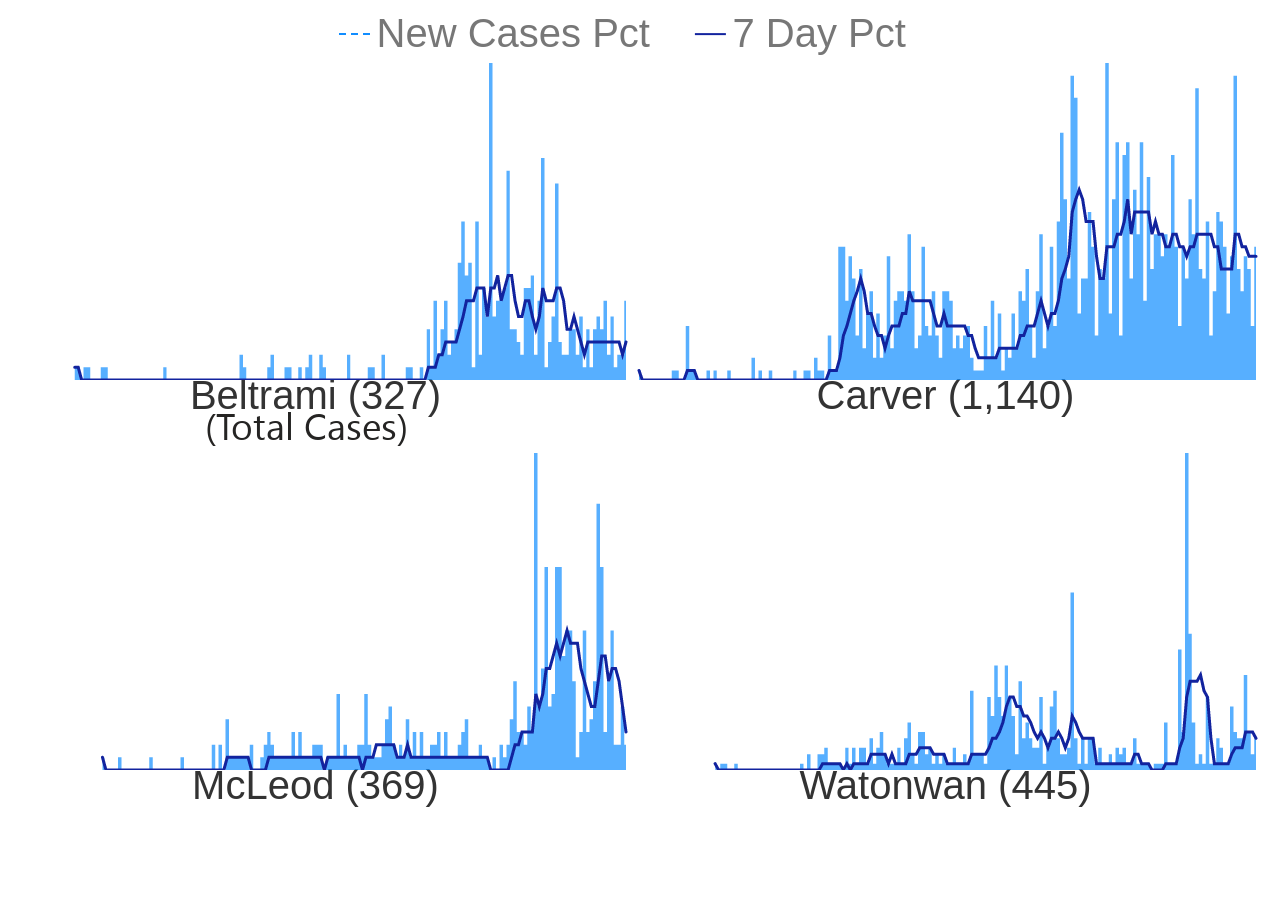 New Cases Pct 7 Day Pct
Beltrami (327) Carver (1,140)
(Total Cases)
McLeod (369) Watonwan (445)